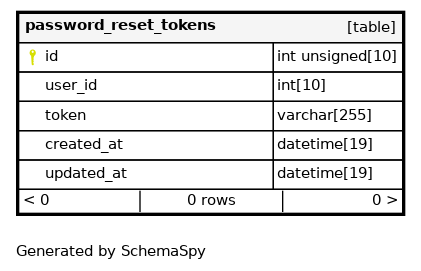 password_reset_tokens [table]
id int unsigned[10]
user_id int[10]
token varchar[255]
created_at datetime[19]
updated_at datetime[19]
< 0 0 rows 0 >
Generated by SchemaSpy